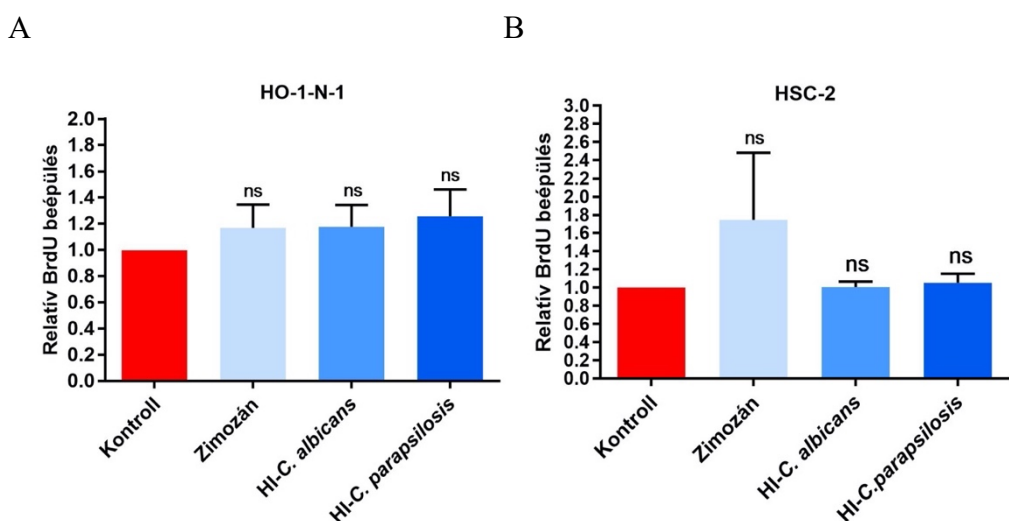 A
HO-1-N-1
Relatív BrdU beépülés
2.0
1.8
1.6
1.4
1.2
1.0
0.8
0.6
0.4
0.2
0.0
ns
ns
ns
Kontroll
Zimozán
HI-C. albicans
HI-C. parapsilosis
B
HSC-2
Relatív BrdU beépülés
3.0
2.8
2.6
2.4
2.2
2.0
1.8
1.6
1.4
1.2
1.0
0.8
0.6
0.4
0.2
0.0
ns
ns
ns
Kontroll
Zimozán
HI-C. albicans
HI-C.parapsilosis